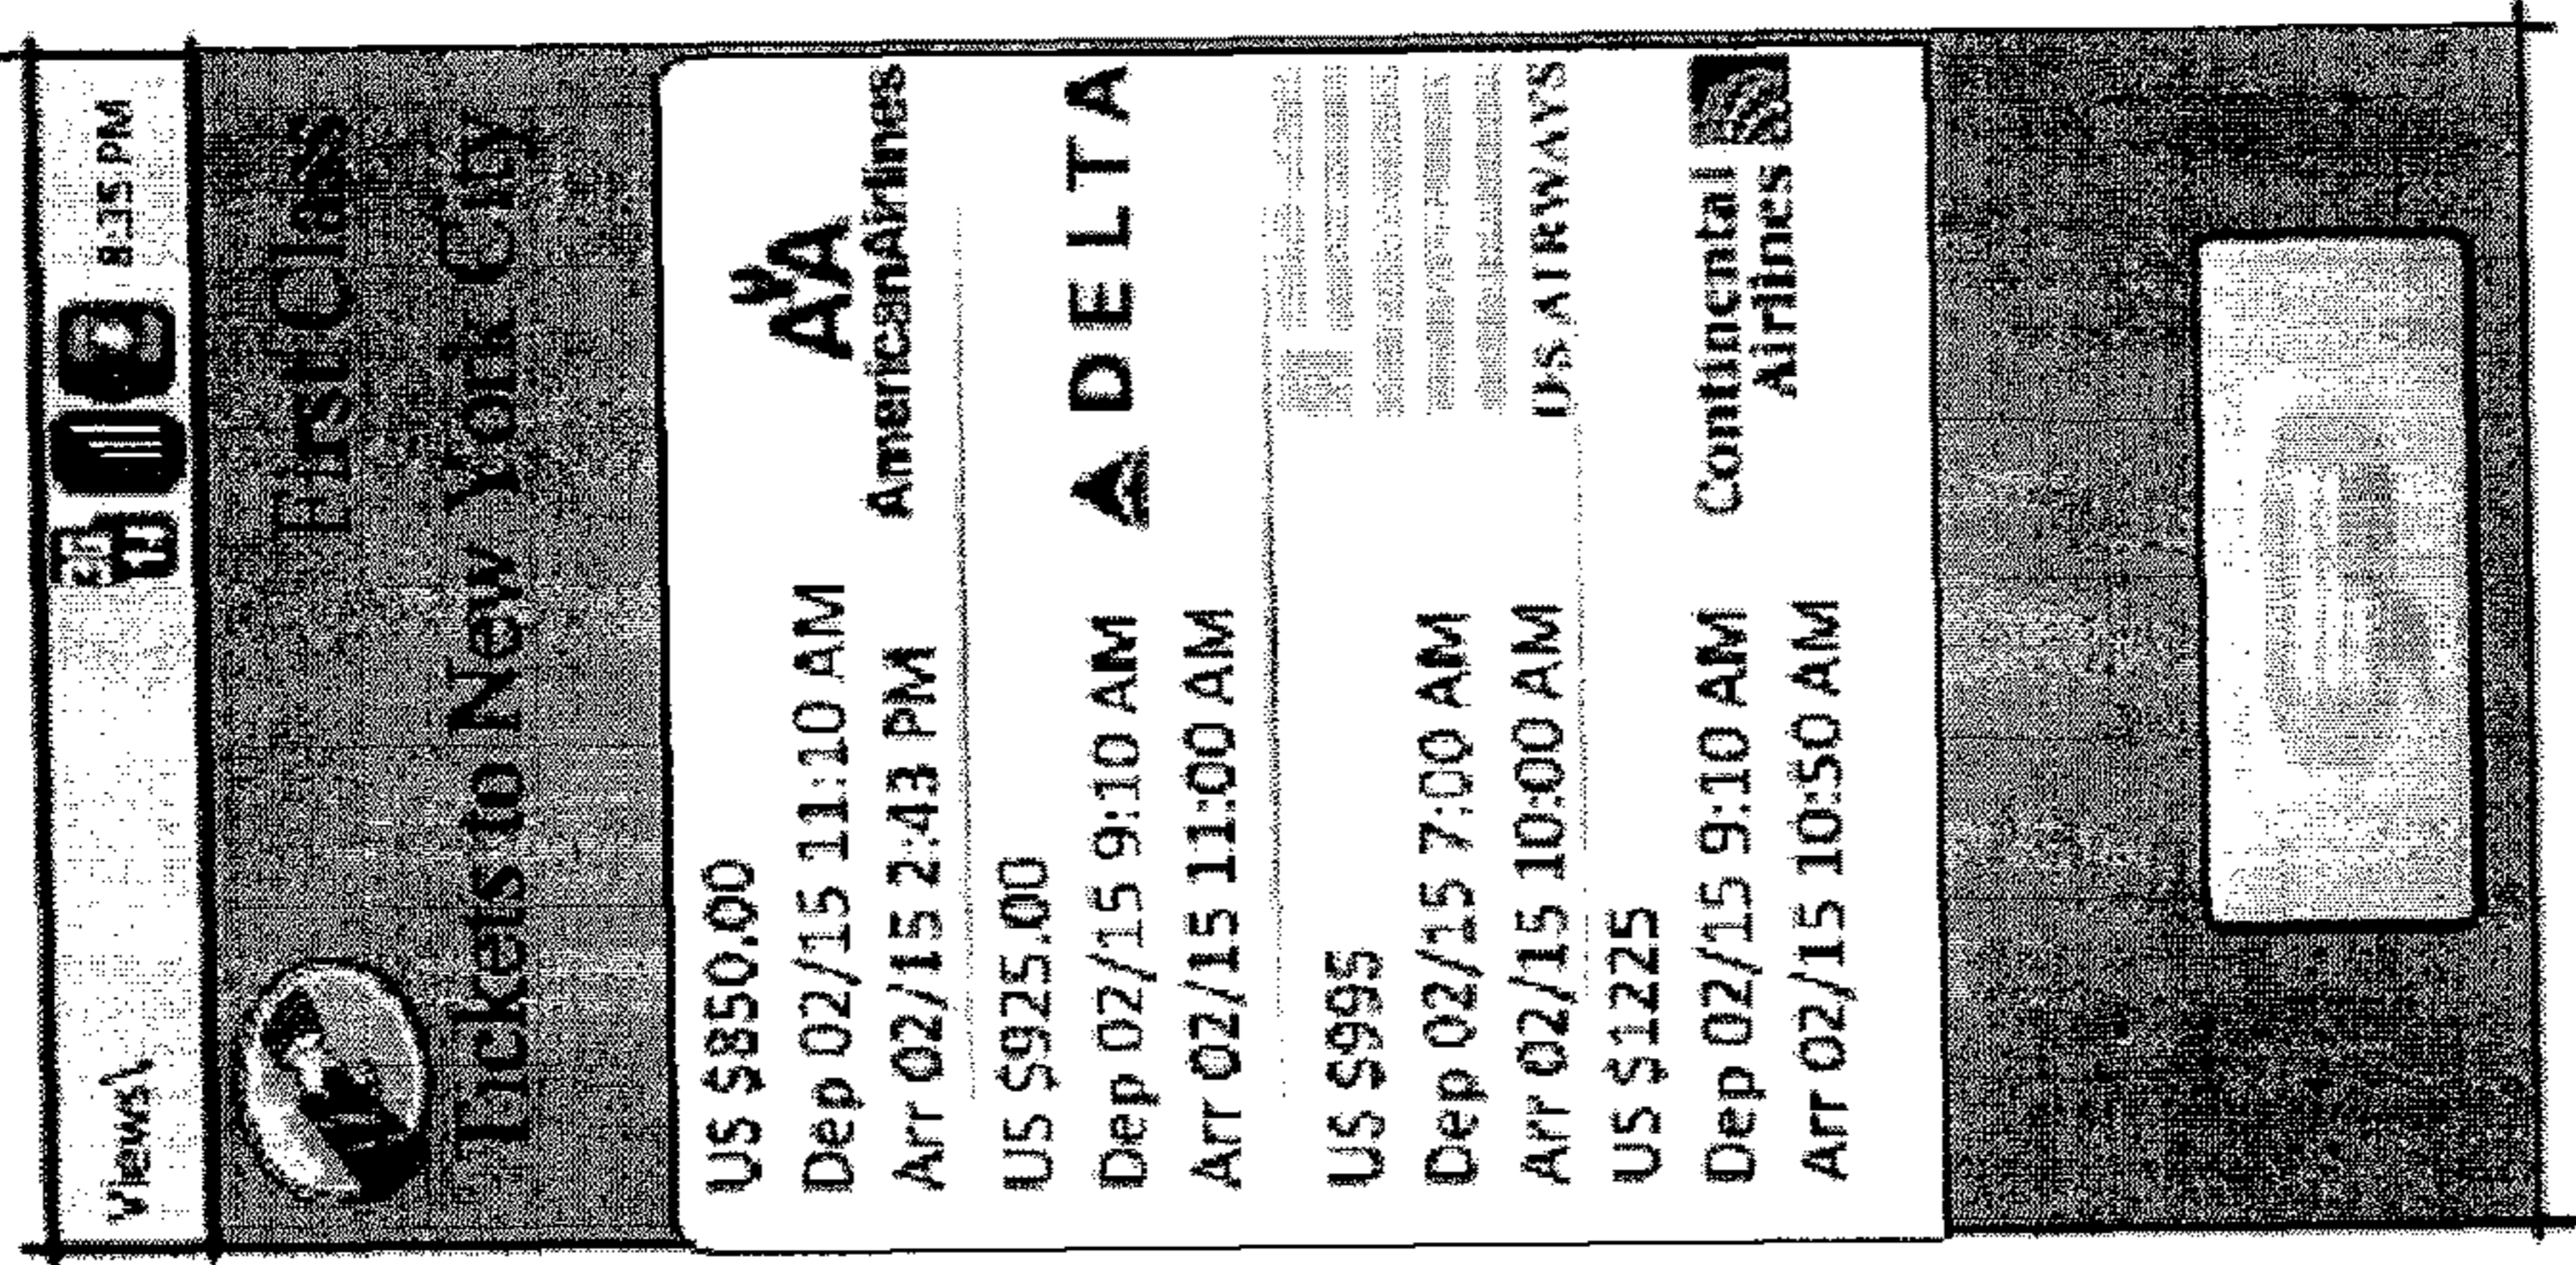 Views
8:35 PM
First Class
Tickets to New York City
US $850.00
Dep 02/15 11:10 AM
Arr 02/15 2:43 PM
AA
AmericanAirlines
US $925.00
Dep 02/15 9:10 AM
Arr 02/15 11:00 AM
DELTA
US $995
Dep 02/15 7:00 AM
Arr 02/15 10:00 AM
US AIRWAYS
US $1225
Dep 02/15 9:10 AM
Arr 02/15 10:50 AM
Continental
Airlines